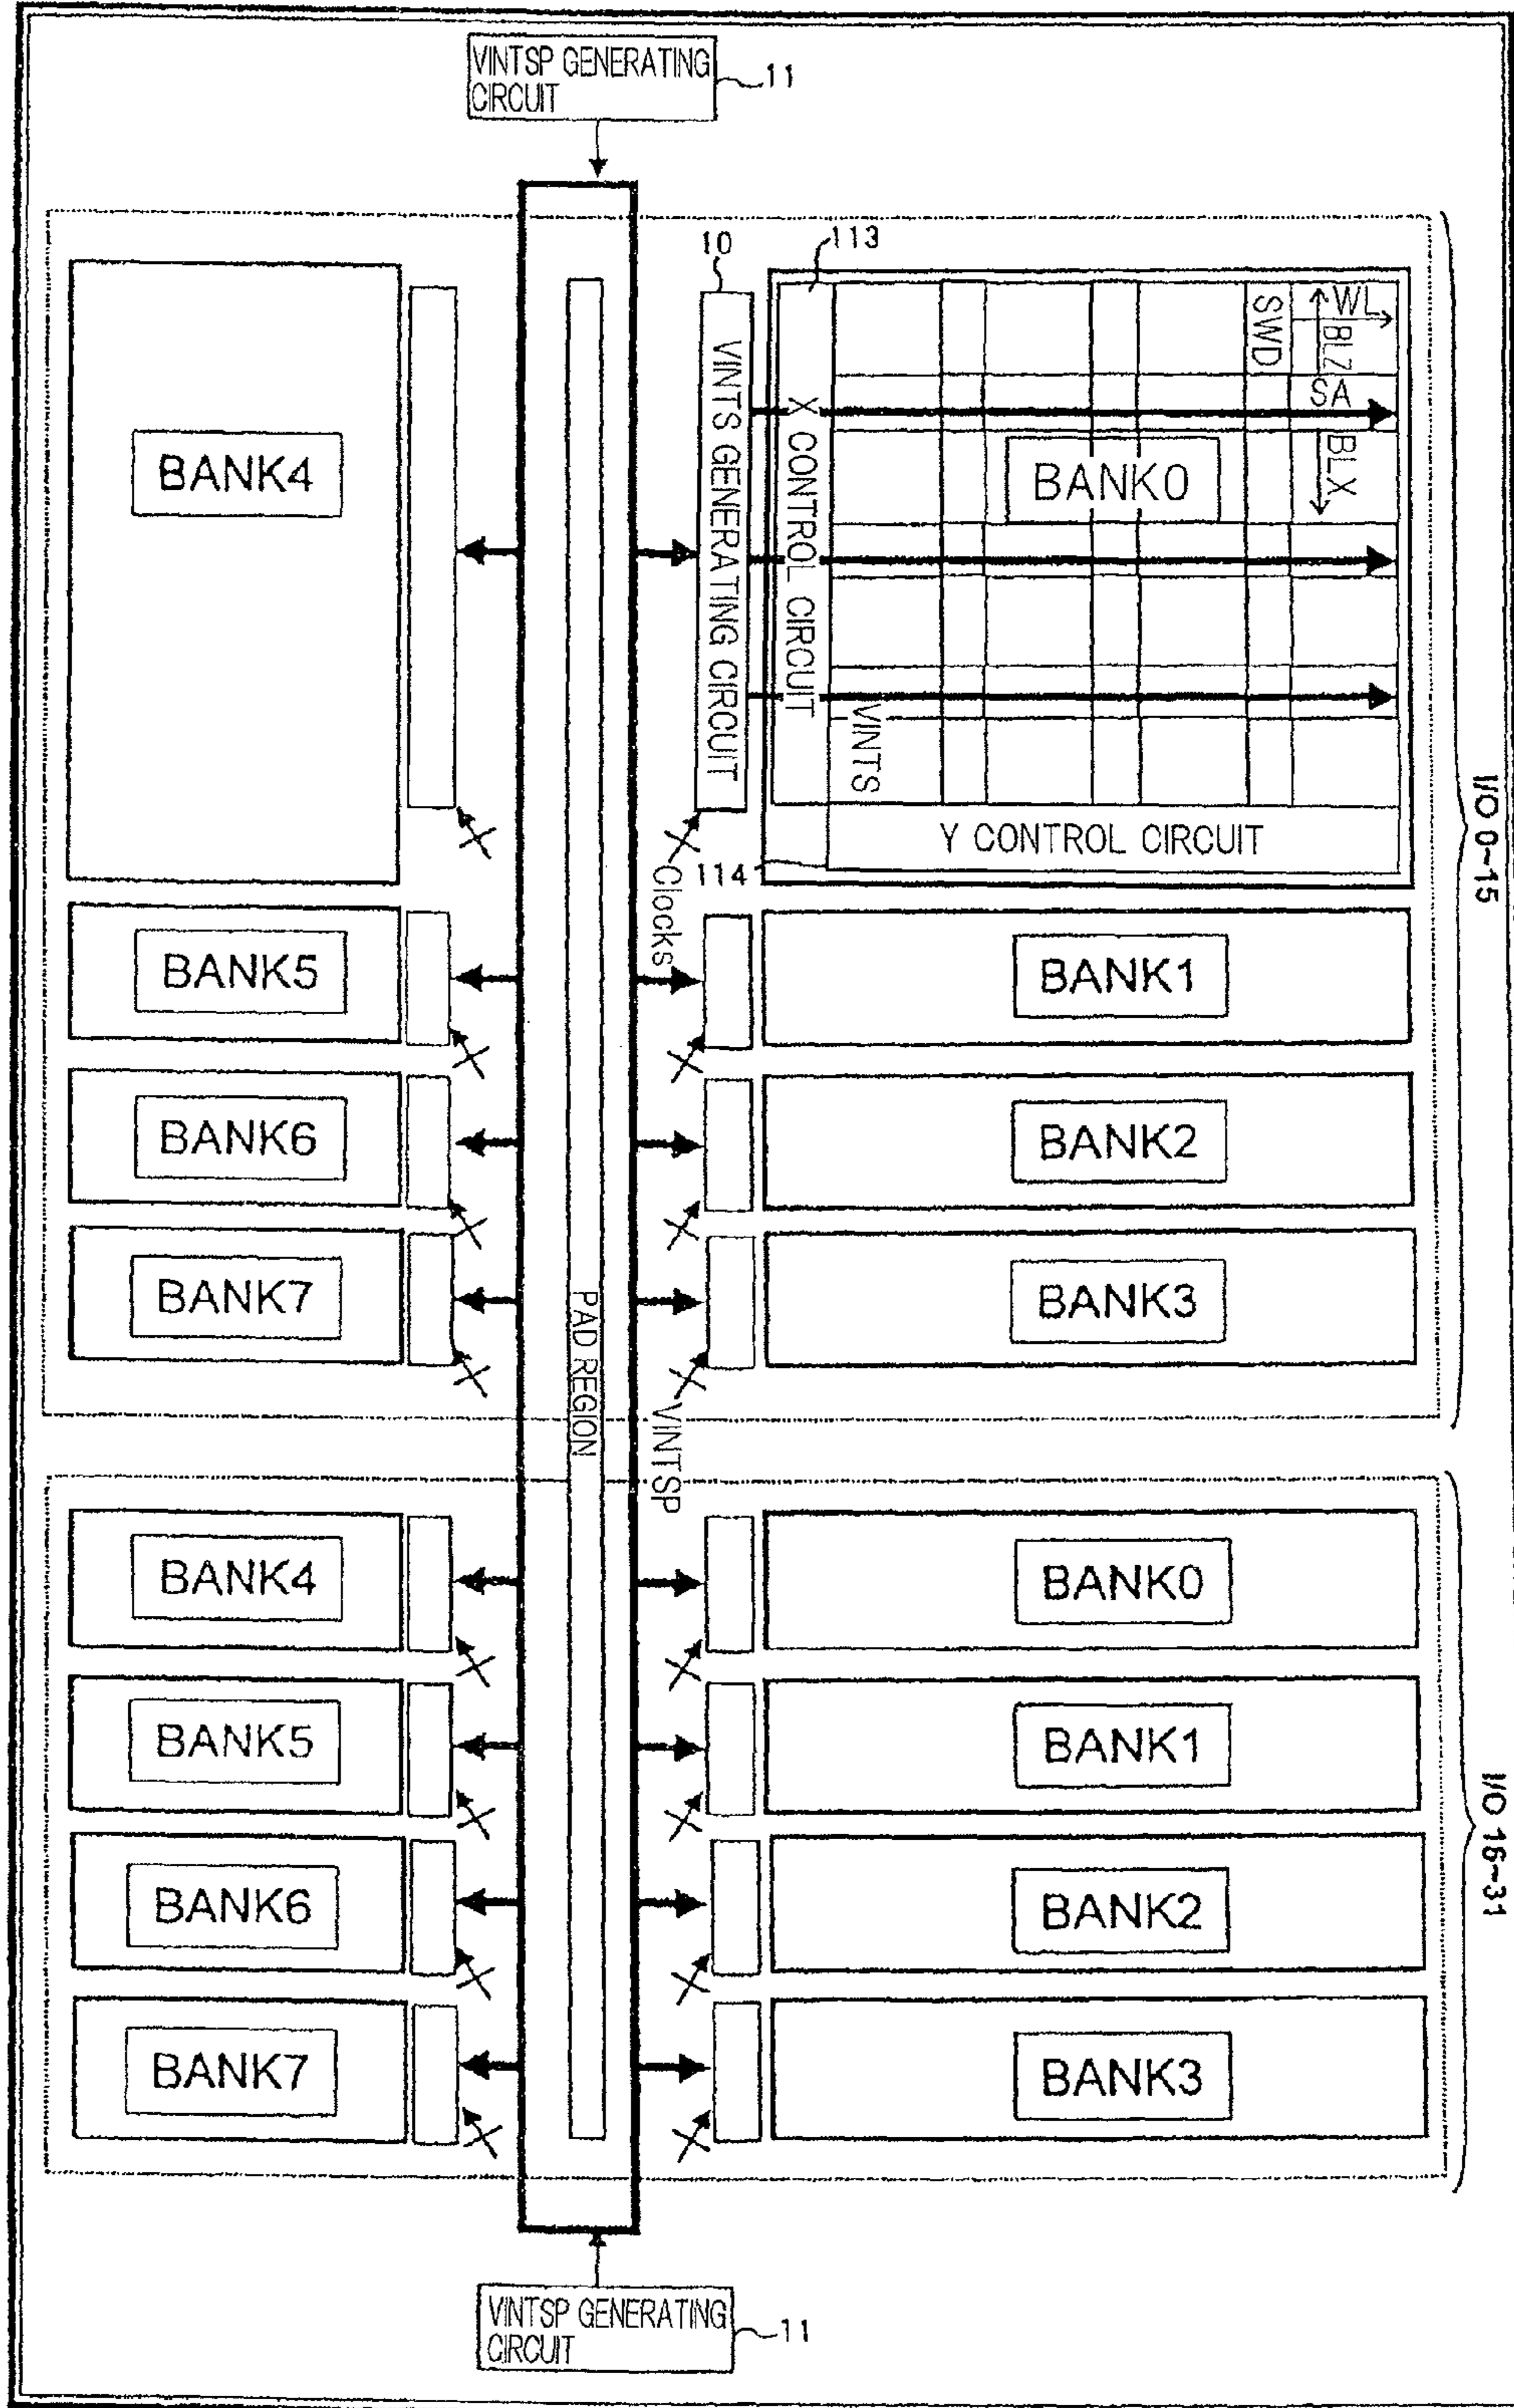 VINTSP GENERATING
CIRCUIT
11
10
113
WL
BLZ
SWD
SA
BLX
BANK4
BANK0
VINTS GENERATING CIRCUIT
X CONTROL CIRCUIT
VINTS
Y CONTROL CIRCUIT
114
Clocks
I/O 0~15
BANK5
BANK1
BANK6
BANK2
BANK7
BANK3
PAD REGION
VINTSP
BANK4
BANK0
BANK5
BANK1
I/O 16~31
BANK6
BANK2
BANK7
BANK3
VINTSP GENERATING
CIRCUIT
11